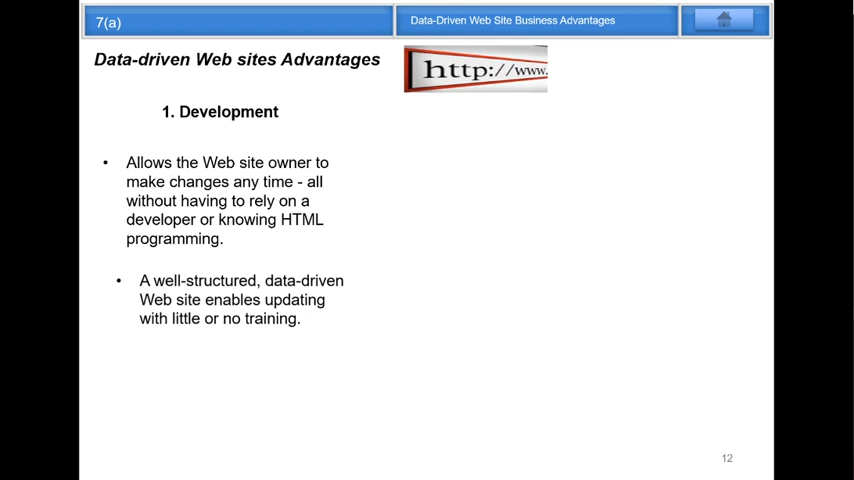 7(a)
Data-Driven Web Site Business Advantages
Data-driven Web sites Advantages
http://www.
1. Development
• Allows the Web site owner to
make changes any time - all
without having to rely on a
developer or knowing HTML
programming.
• A well-structured, data-driven
Web site enables updating
with little or no training.
12